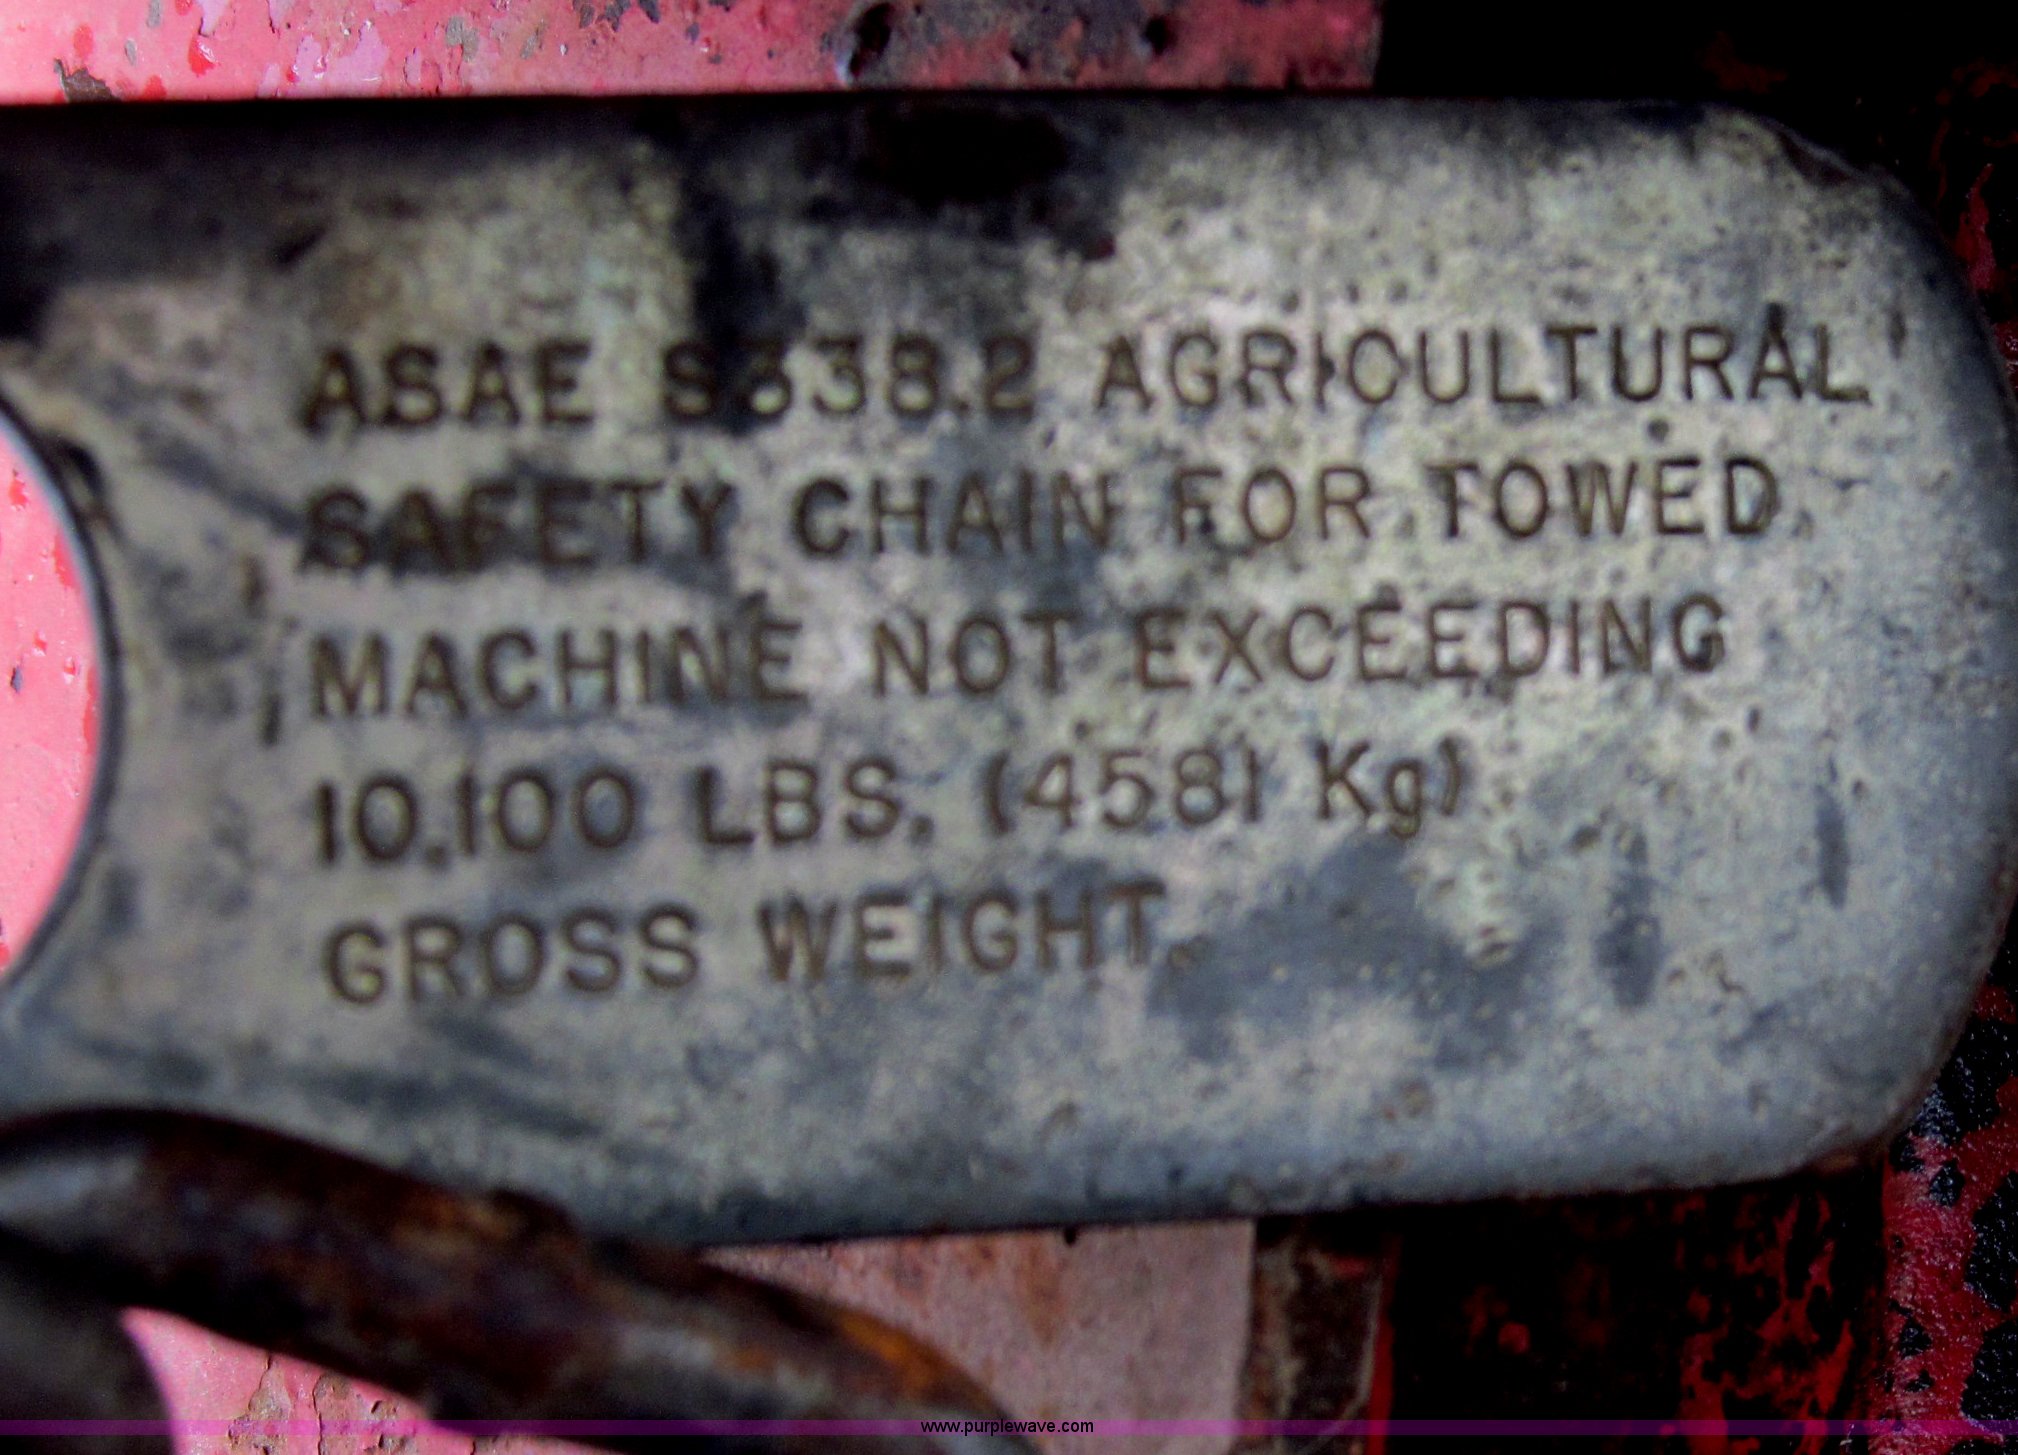 ASAE S338.2 AGRICULTURAL
SAFETY CHAIN FOR TOWED
MACHINE NOT EXCEEDING
10,100 LBS. (4581 Kg)
GROSS WEIGHT.
www.purplewave.com